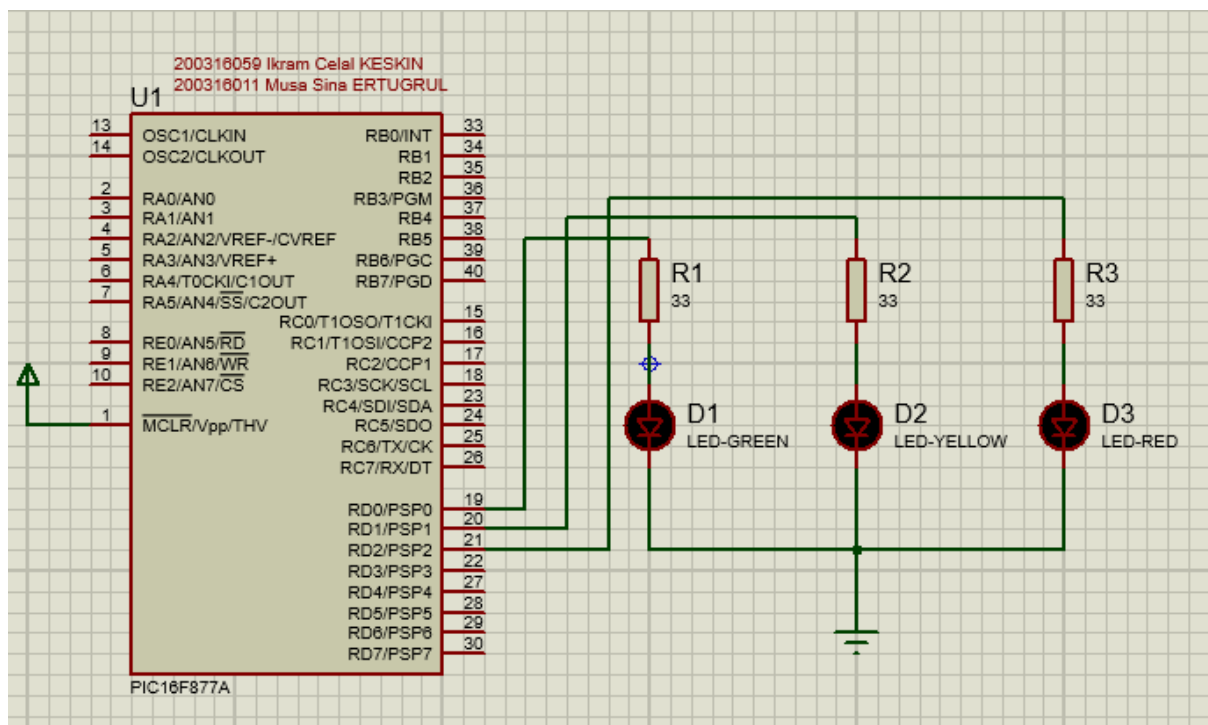 200316059 Ikram Celal KESKIN
200316011 Musa Sina ERTUGRUL
U1
13 OSC1/CLKIN RB0/INT 33
14 OSC2/CLKOUT RB1 34
RB2 35
2 RA0/AN0 RB3/PGM 36
3 RA1/AN1 RB4 37
4 RA2/AN2/VREF-/CVREF RB5 38
5 RA3/AN3/VREF+ RB6/PGC 39
6 RA4/T0CKI/C1OUT RB7/PGD 40
7 RA5/AN4/SS/C2OUT
RC0/T1OSO/T1CKI 15
8 RE0/AN5/RD RC1/T1OSI/CCP2 16
9 RE1/AN6/WR RC2/CCP1 17
10 RE2/AN7/CS RC3/SCK/SCL 18
RC4/SDI/SDA 23
1 MCLR/Vpp/THV RC5/SDO 24
RC6/TX/CK 25
RC7/RX/DT 26
RD0/PSP0 19
RD1/PSP1 20
RD2/PSP2 21
RD3/PSP3 22
RD4/PSP4 27
RD5/PSP5 28
RD6/PSP6 29
RD7/PSP7 30
PIC16F877A
R1
33
R2
33
R3
33
D1
LED-GREEN
D2
LED-YELLOW
D3
LED-RED